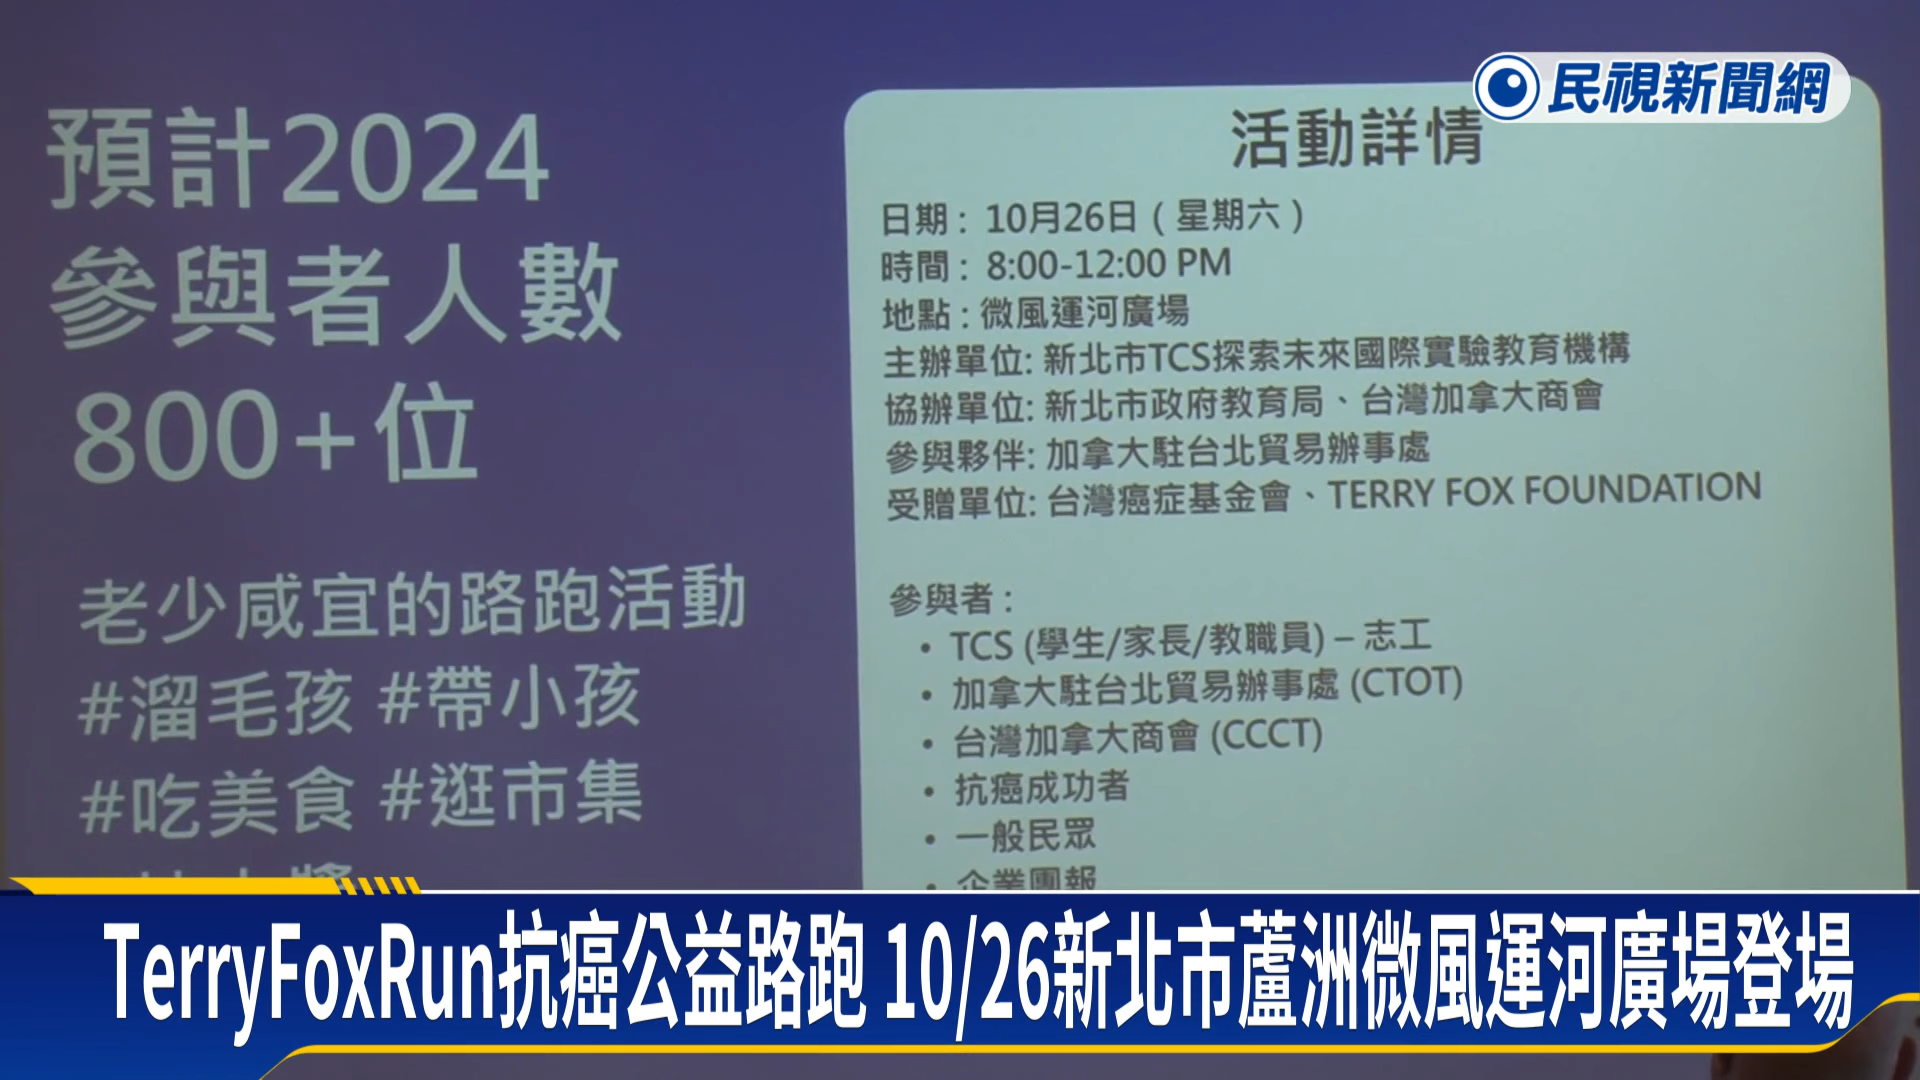 民視新聞網
預計2024
參與者人數
800+位
老少咸宜的路跑活動
#溜毛孩 #帶小孩
#吃美食 #逛市集
活動詳情
日期: 10月26日 (星期六)
時間: 8:00-12:00 PM
地點: 微風運河廣場
主辦單位: 新北市TCS探索未來國際實驗教育機構
協辦單位: 新北市政府教育局、台灣加拿大商會
參與夥伴: 加拿大駐台北貿易辦事處
受贈單位: 台灣癌症基金會、TERRY FOX FOUNDATION
參與者:
• TCS (學生/家長/教職員) – 志工
• 加拿大駐台北貿易辦事處 (CTOT)
• 台灣加拿大商會 (CCCT)
• 抗癌成功者
• 一般民眾
• 企業團報
TerryFoxRun抗癌公益路跑 10/26新北市蘆洲微風運河廣場登場